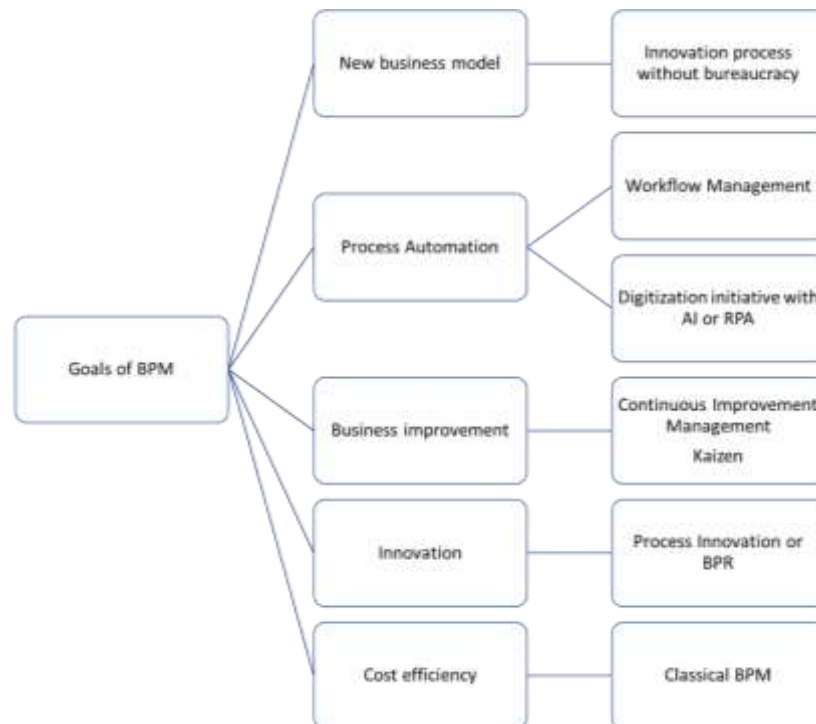 New business model
Innovation process
without bureaucracy
Workflow Management
Process Automation
Digitization initiative with
AI or RPA
Goals of BPM
Business improvement
Continuous Improvement
Management
Kaizen
Innovation
Process Innovation or
BPR
Cost efficiency
Classical BPM